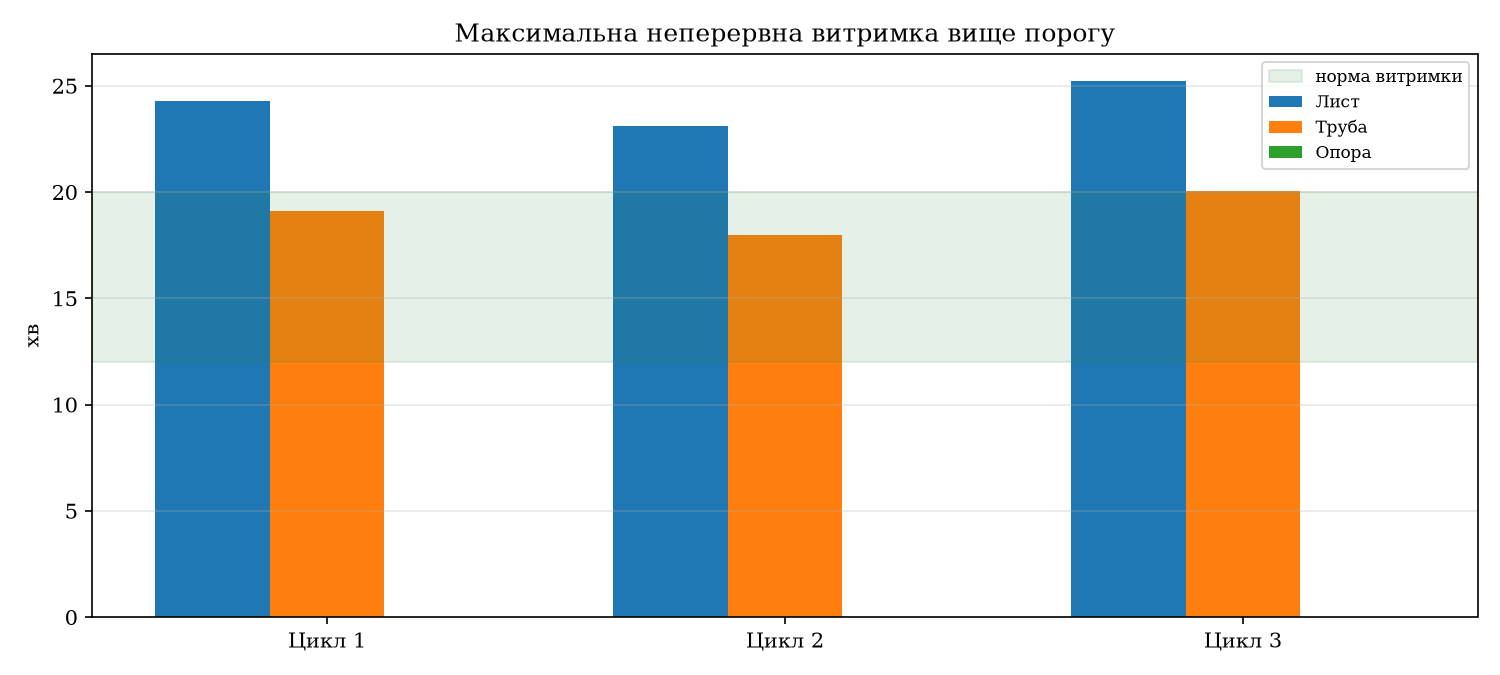 Максимальна неперервна витримка вище порогу
норма витримки
Лист
Труба
Опора
25
20
15
10
5
0
хв
Цикл 1
Цикл 2
Цикл 3